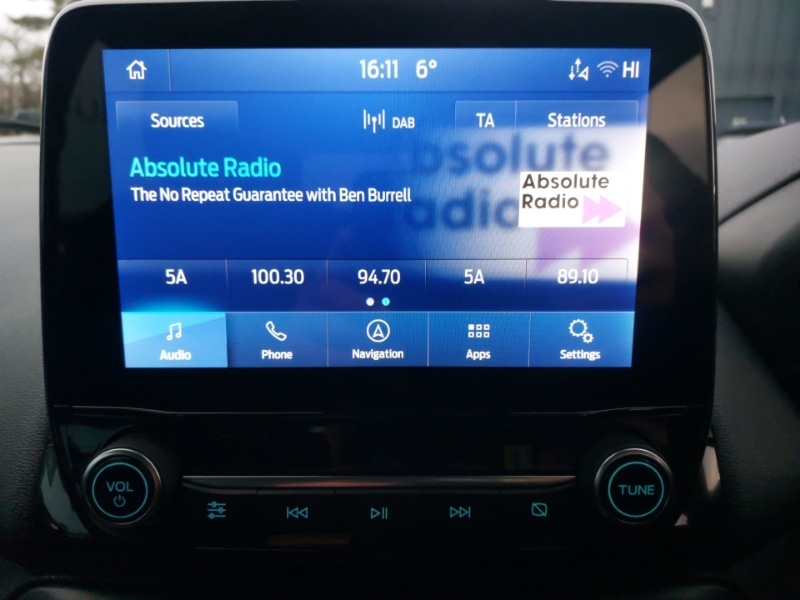 16:11 6° HI
Sources DAB TA Stations
Absolute Radio
The No Repeat Guarantee with Ben Burrell
Absolute
Radio
5A 100.30 94.70 5A 89.10
Audio Phone Navigation Apps Settings
VOL TUNE